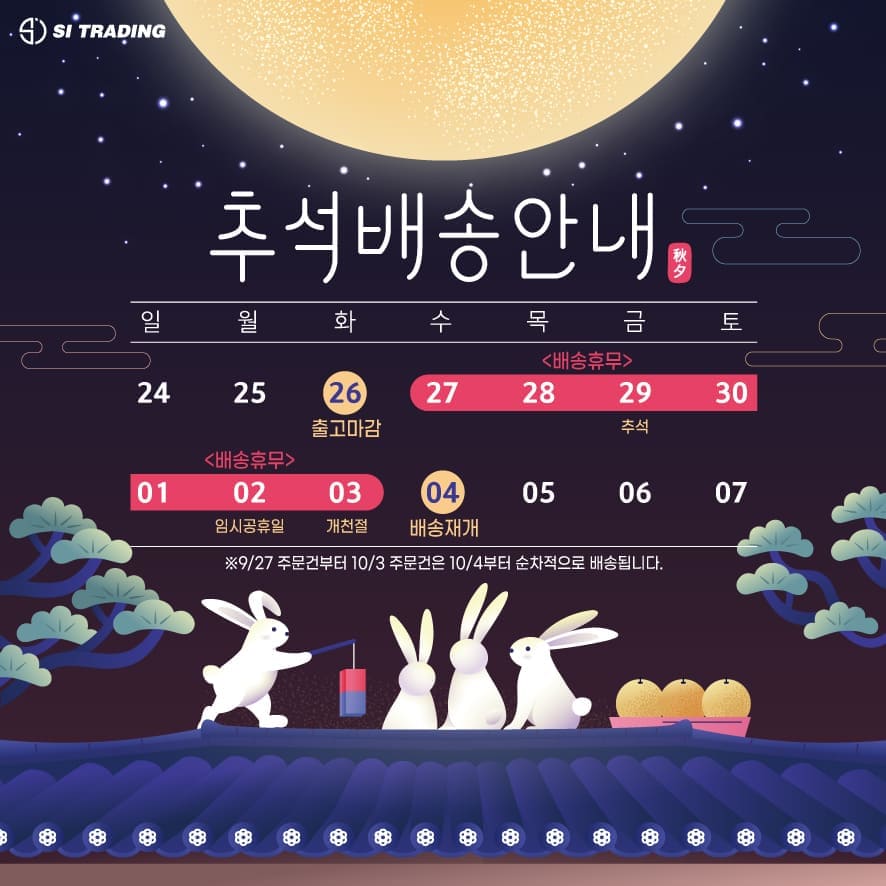 SI TRADING
추석배송안내
秋夕
일 월 화 수 목 금 토
<배송휴무>
24 25 26 27 28 29 30
출고마감 추석
<배송휴무>
01 02 03 04 05 06 07
임시공휴일 개천절 배송재개
※9/27 주문건부터 10/3 주문건은 10/4부터 순차적으로 배송됩니다.